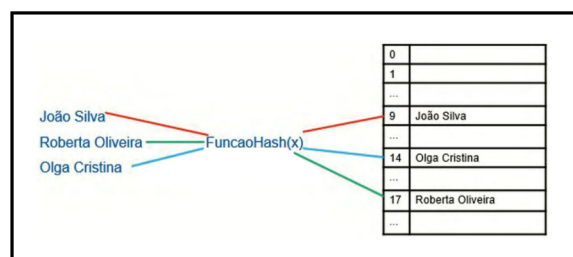 João Silva
Roberta Oliveira
Olga Cristina
FuncaoHash(x)
0
1
...
9 João Silva
...
14 Olga Cristina
...
17 Roberta Oliveira
...